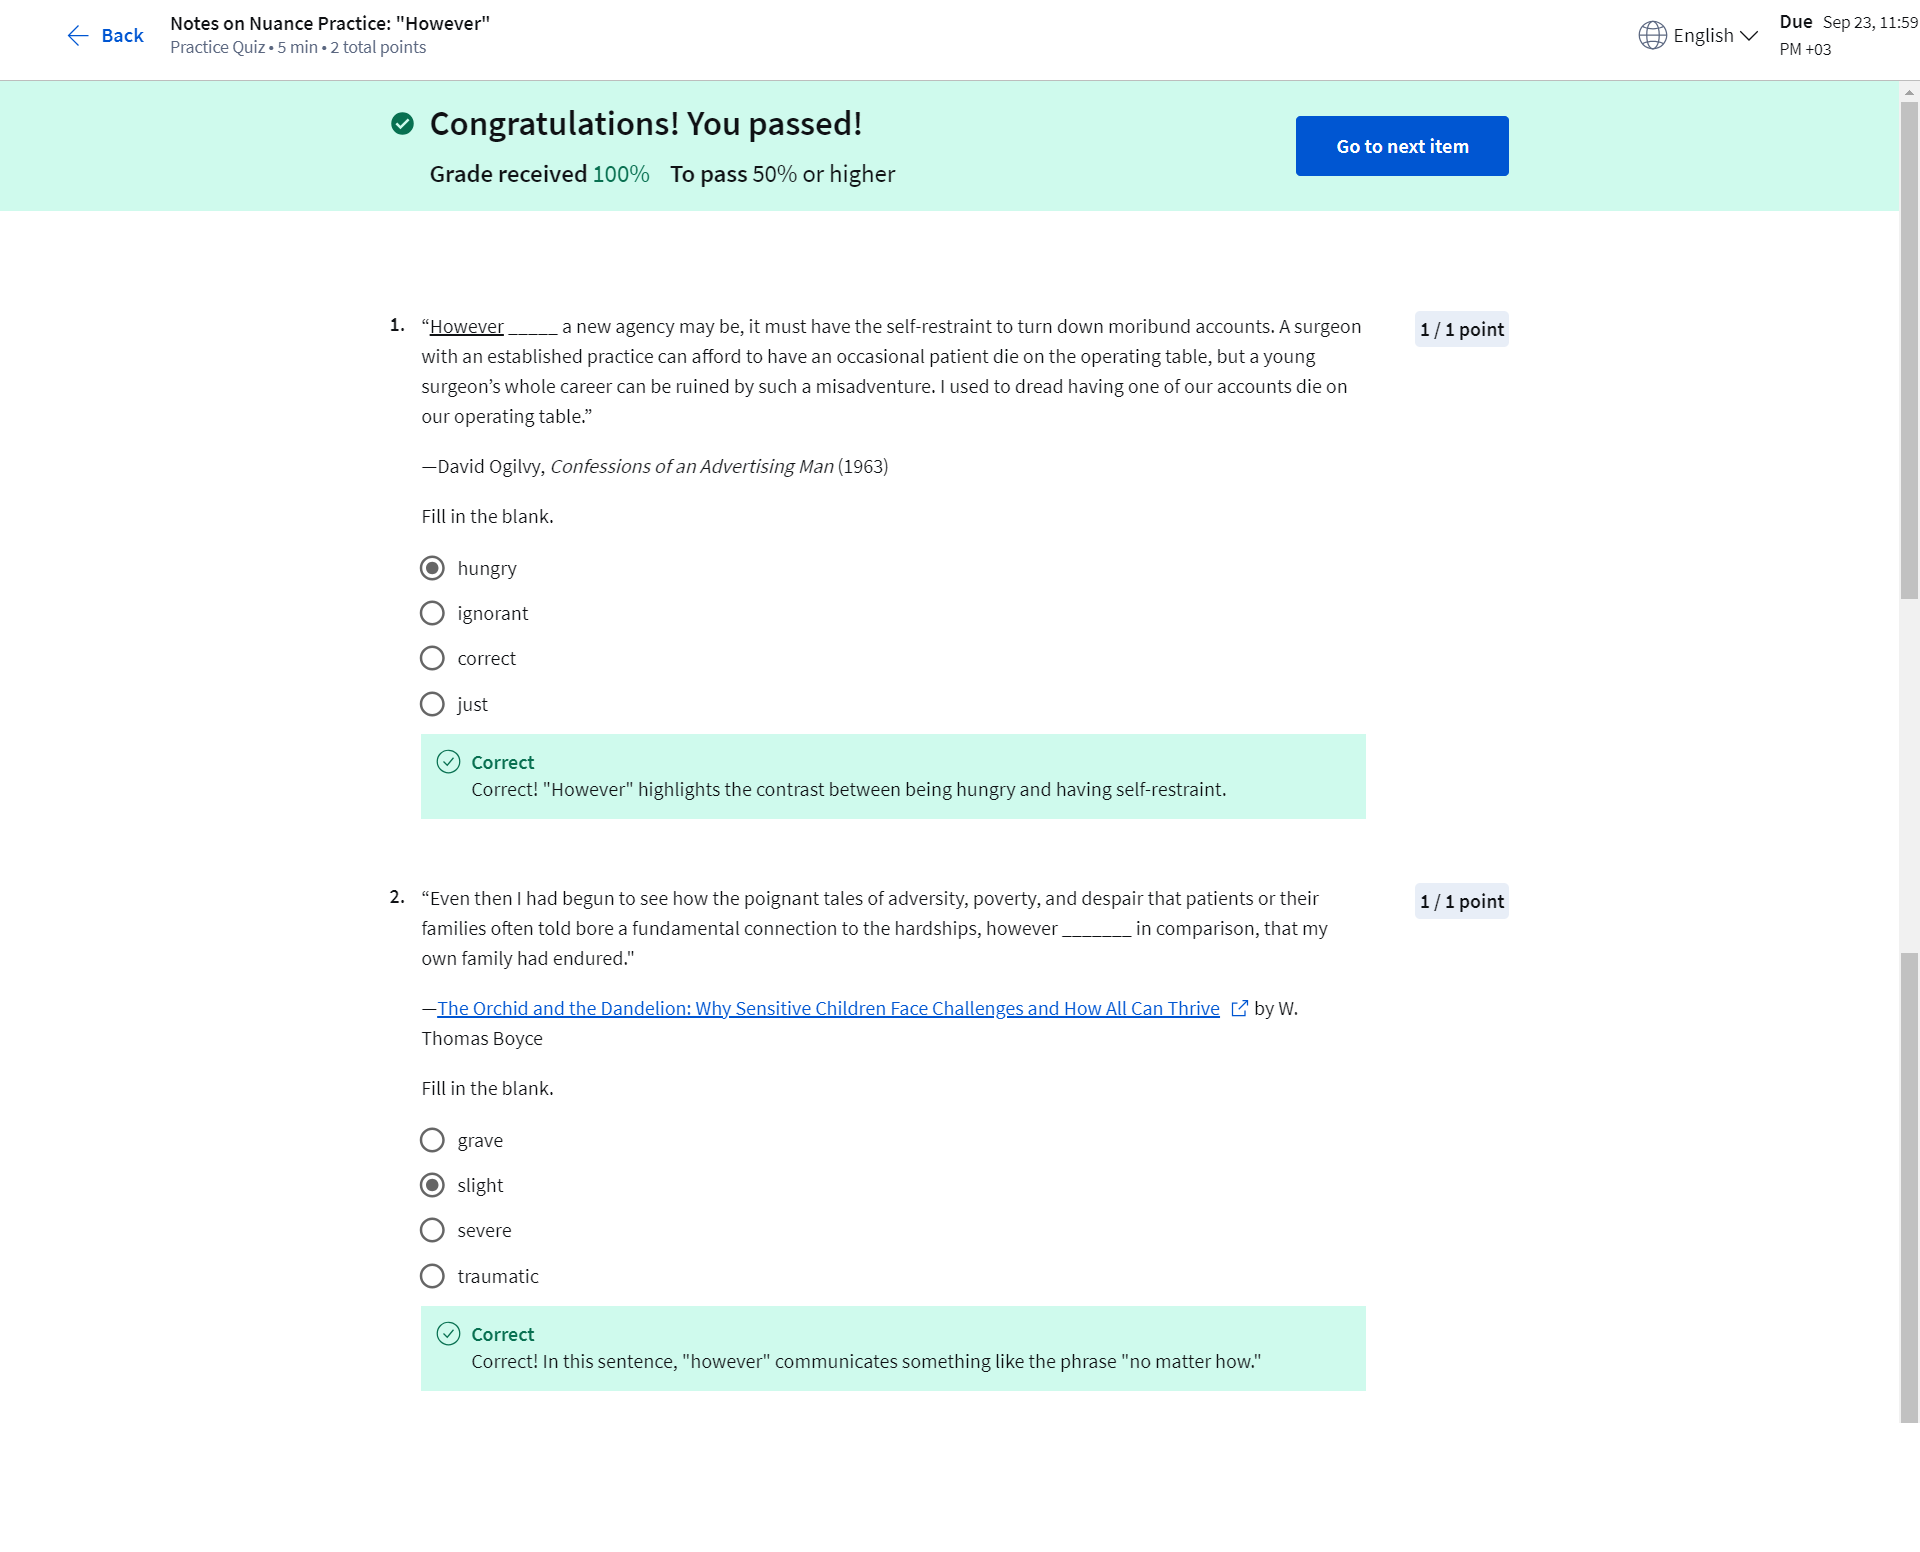 Back
Notes on Nuance Practice: "However"
Practice Quiz • 5 min • 2 total points
English
Due Sep 23, 11:59
PM +03
Congratulations! You passed!
Grade received 100% To pass 50% or higher
Go to next item
1. “However _____ a new agency may be, it must have the self-restraint to turn down moribund accounts. A surgeon
with an established practice can afford to have an occasional patient die on the operating table, but a young
surgeon’s whole career can be ruined by such a misadventure. I used to dread having one of our accounts die on
our operating table.”
1 / 1 point
—David Ogilvy, Confessions of an Advertising Man (1963)
Fill in the blank.
hungry
ignorant
correct
just
Correct
Correct! "However" highlights the contrast between being hungry and having self-restraint.
2. “Even then I had begun to see how the poignant tales of adversity, poverty, and despair that patients or their
families often told bore a fundamental connection to the hardships, however _______ in comparison, that my
own family had endured."
1 / 1 point
—The Orchid and the Dandelion: Why Sensitive Children Face Challenges and How All Can Thrive by W.
Thomas Boyce
Fill in the blank.
grave
slight
severe
traumatic
Correct
Correct! In this sentence, "however" communicates something like the phrase "no matter how."